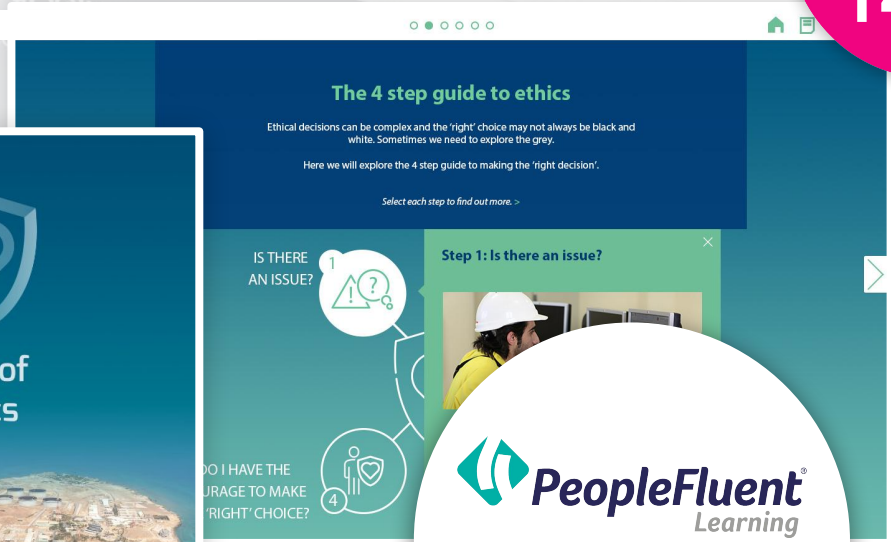 The 4 step guide to ethics
Ethical decisions can be complex and the ‘right’ choice may not always be black and
white. Sometimes we need to explore the grey.
Here we will explore the 4 step guide to making the ‘right decision’.
Select each step to find out more. >
IS THERE
AN ISSUE?
1
Step 1: Is there an issue?
of
DO I HAVE THE
TO MAKE
‘RIGHT’ CHOICE?
4
PeopleFluent®
Learning